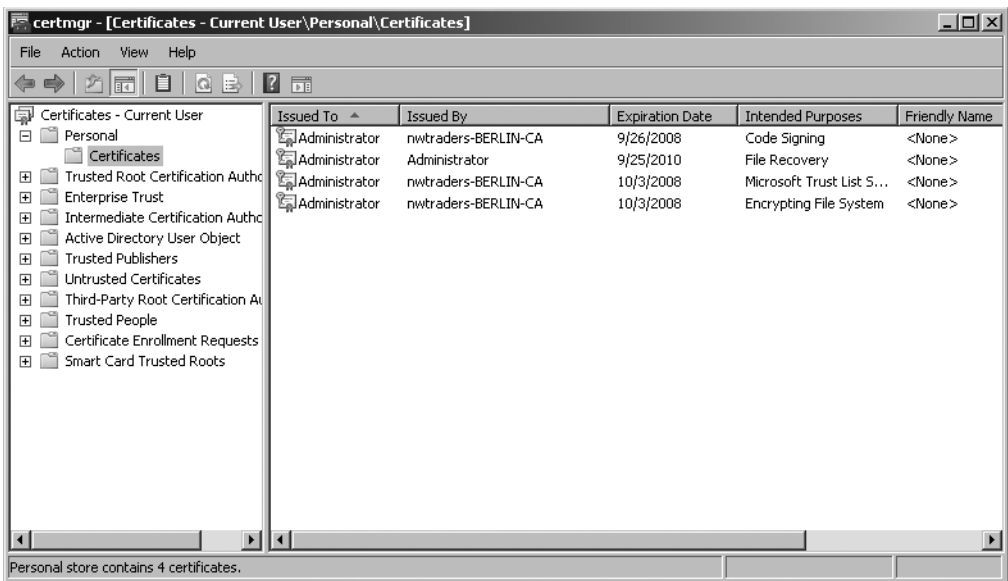 certmgr - [Certificates - Current User\Personal\Certificates]
File Action View Help
Certificates - Current User
Personal
Certificates
Trusted Root Certification Autho
Enterprise Trust
Intermediate Certification Autho
Active Directory User Object
Trusted Publishers
Untrusted Certificates
Third-Party Root Certification Au
Trusted People
Certificate Enrollment Requests
Smart Card Trusted Roots
Issued To Issued By Expiration Date Intended Purposes Friendly Name
Administrator nwtraders-BERLIN-CA 9/26/2008 Code Signing <None>
Administrator Administrator 9/25/2010 File Recovery <None>
Administrator nwtraders-BERLIN-CA 10/3/2008 Microsoft Trust List S... <None>
Administrator nwtraders-BERLIN-CA 10/3/2008 Encrypting File System <None>
Personal store contains 4 certificates.